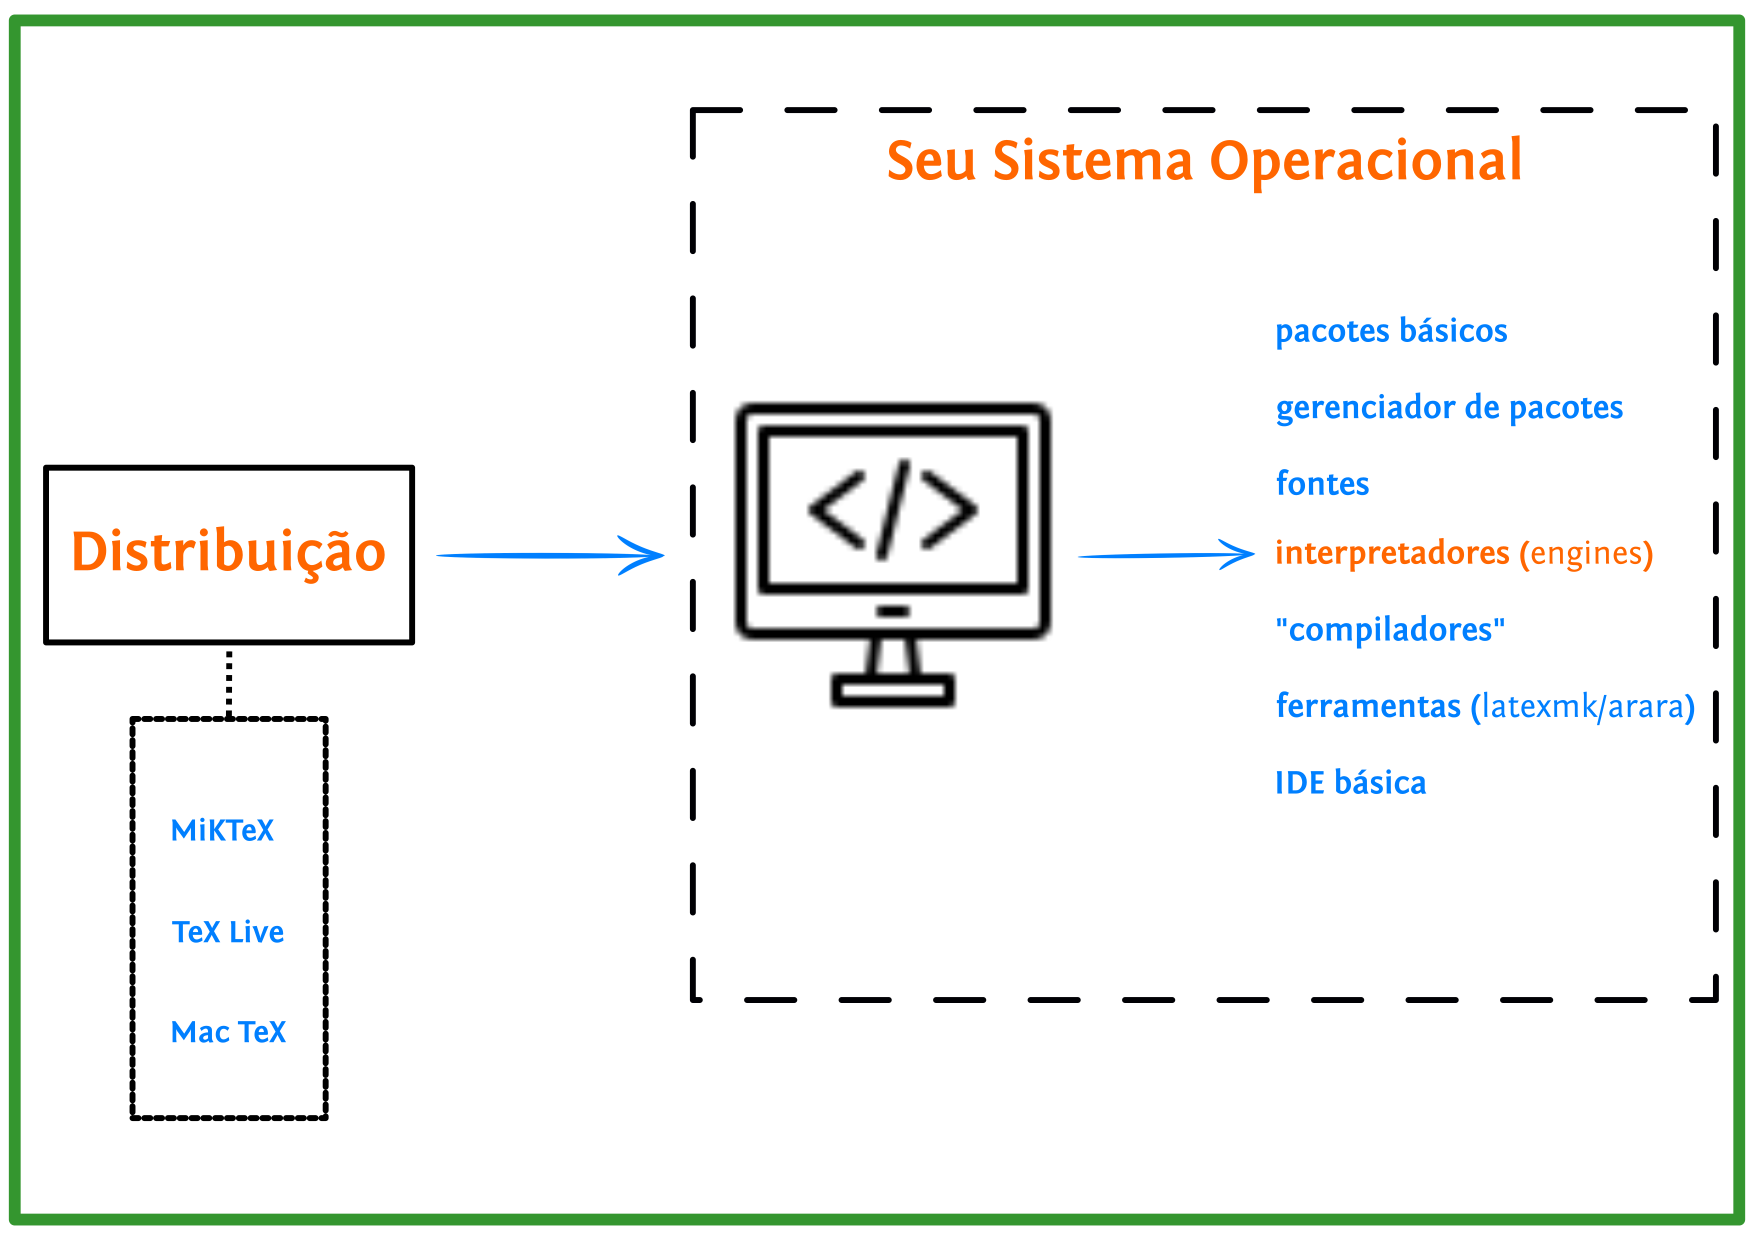 Seu Sistema Operacional
Distribuição
MiKTeX
TeX Live
Mac TeX
</>
pacotes básicos
gerenciador de pacotes
fontes
interpretadores (engines)
"compiladores"
ferramentas (latexmk/arara)
IDE básica